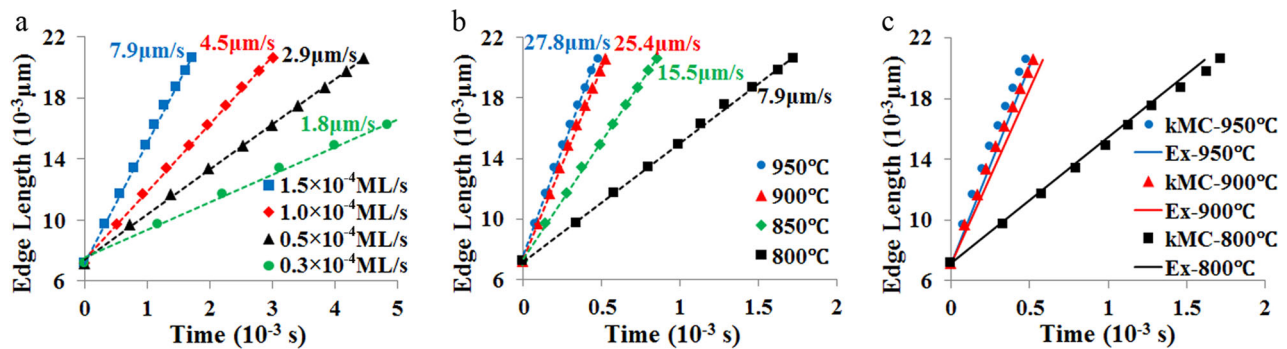 a
Edge Length (10⁻³μm)
22
18
14
10
6
7.9μm/s
4.5μm/s
2.9μm/s
1.8μm/s
1.5×10⁻⁴ML/s
1.0×10⁻⁴ML/s
0.5×10⁻⁴ML/s
0.3×10⁻⁴ML/s
0 1 2 3 4 5
Time (10⁻³ s)
b
Edge Length (10⁻³μm)
22
18
14
10
6
27.8μm/s
25.4μm/s
15.5μm/s
7.9μm/s
950℃
900℃
850℃
800℃
0 0.5 1 1.5 2
Time (10⁻³ s)
c
Edge Length (10⁻³μm)
22
18
14
10
6
kMC-950℃
Ex-950℃
kMC-900℃
Ex-900℃
kMC-800℃
Ex-800℃
0 0.5 1 1.5 2
Time (10⁻³ s)